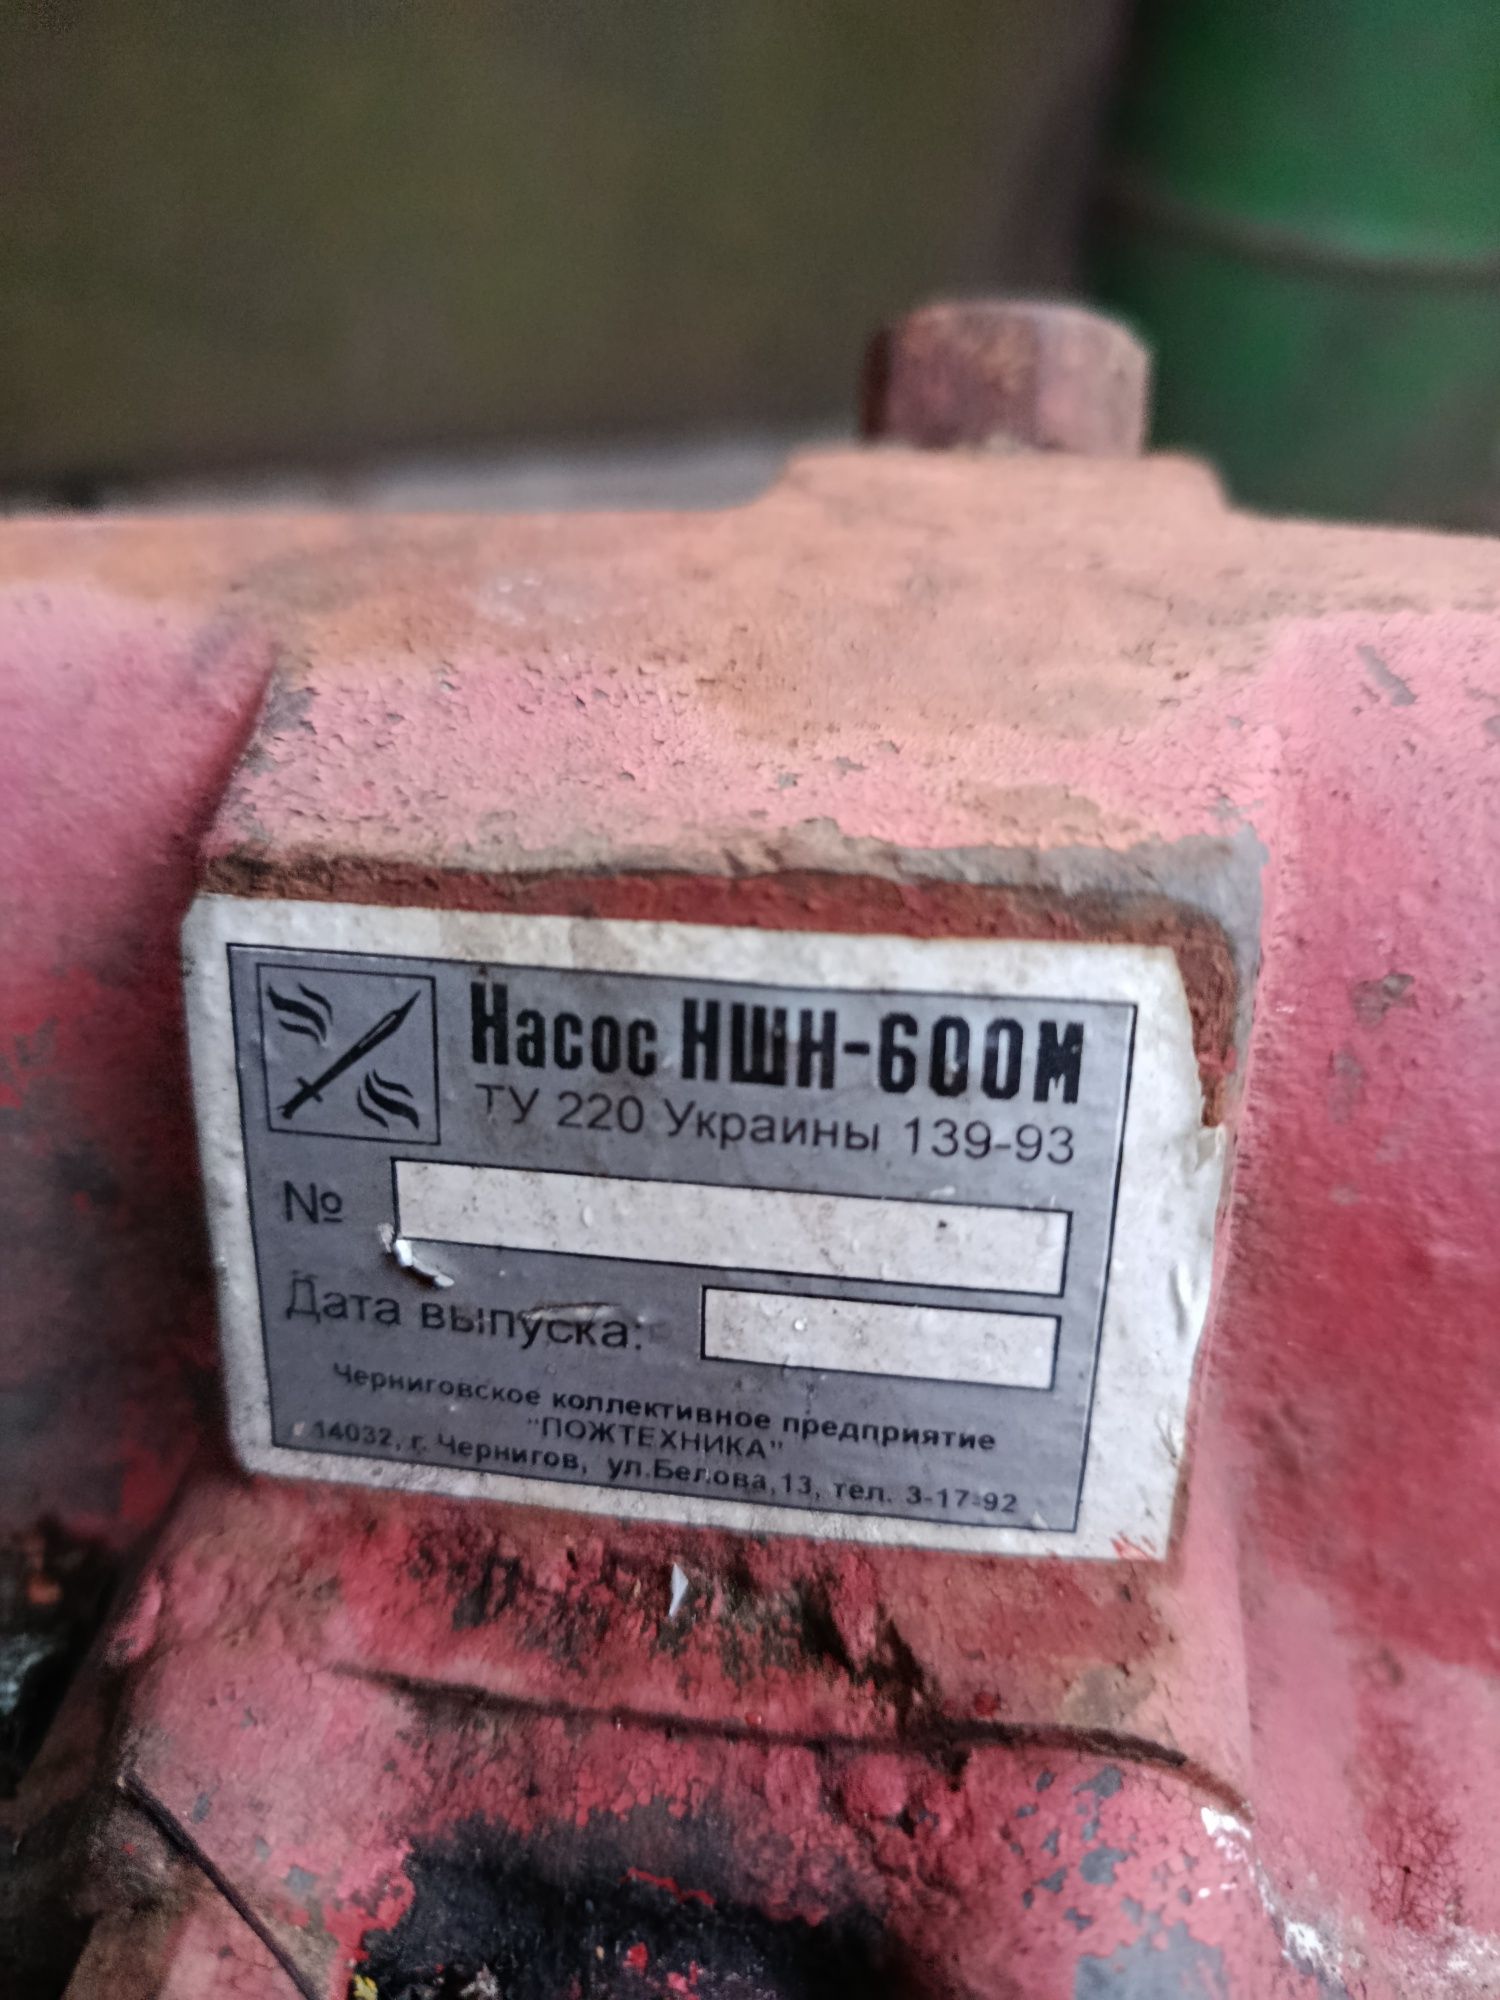 Насос НШН-600М
ТУ 220 Украины 139-93
№
Дата выпуска:
Черниговское коллективное предприятие
"ПОЖТЕХНИКА"
14032, г. Чернигов, ул.Белова,13, тел. 3-17-92